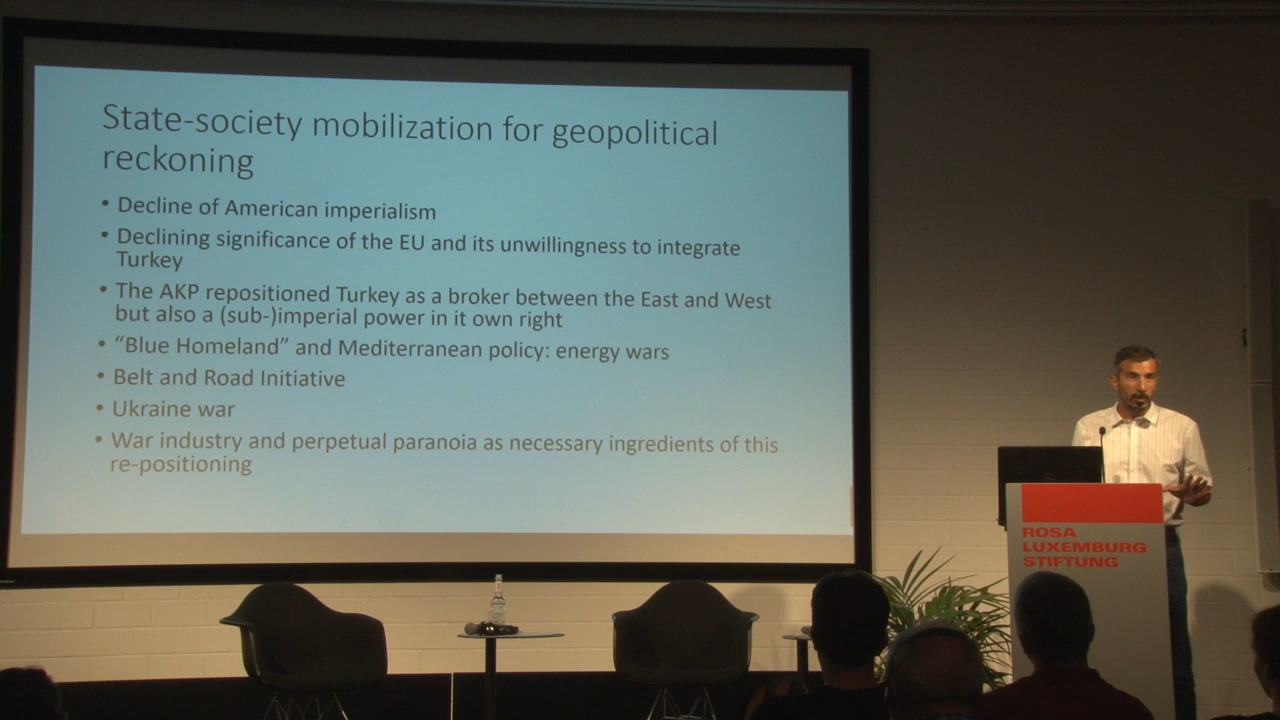 State-society mobilization for geopolitical
reckoning
• Decline of American imperialism
• Declining significance of the EU and its unwillingness to integrate
Turkey
• The AKP repositioned Turkey as a broker between the East and West
but also a (sub-)imperial power in it own right
• “Blue Homeland” and Mediterranean policy: energy wars
• Belt and Road Initiative
• Ukraine war
• War industry and perpetual paranoia as necessary ingredients of this
re-positioning
ROSA
LUXEMBURG
STIFTUNG